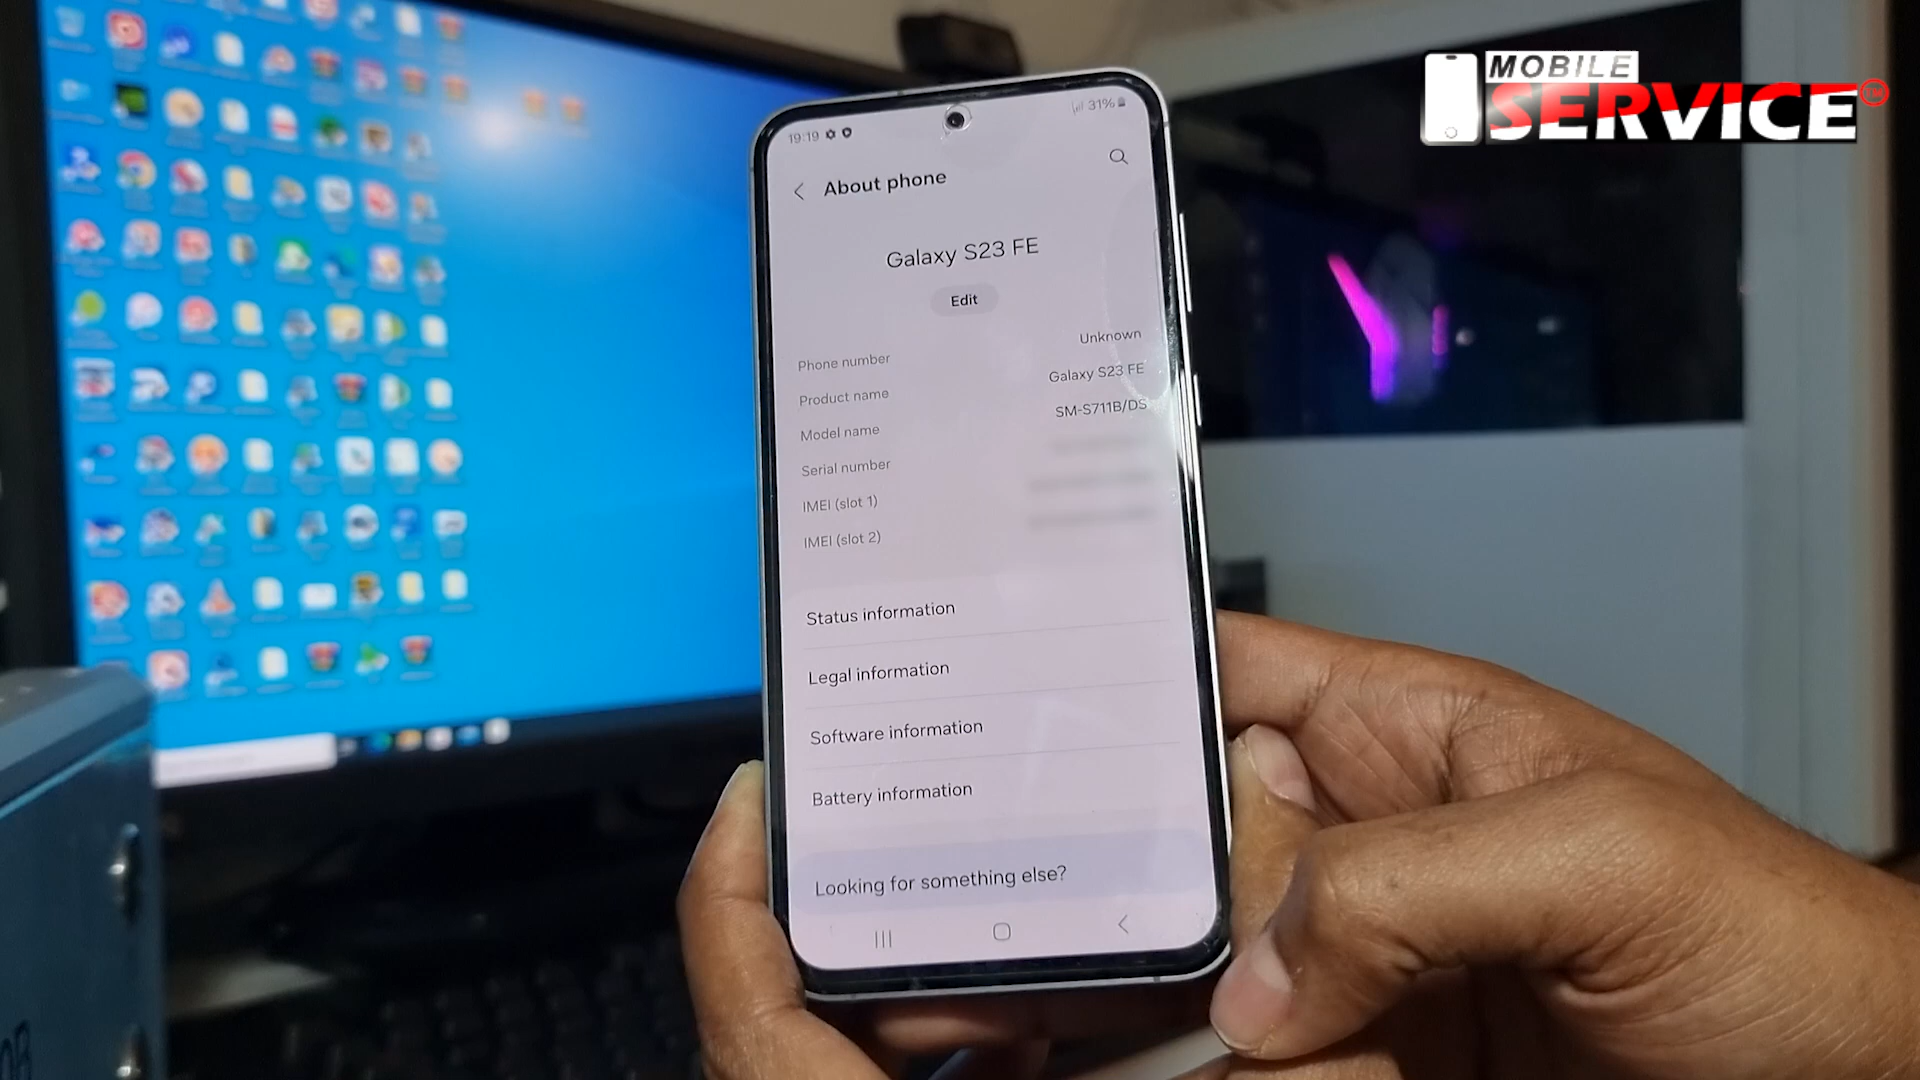 MOBILE
SERVICE
19:19
31%
About phone
Galaxy S23 FE
Edit
Phone number Unknown
Product name Galaxy S23 FE
Model name SM-S711B/DS
Serial number
IMEI (slot 1)
IMEI (slot 2)
Status information
Legal information
Software information
Battery information
Looking for something else?